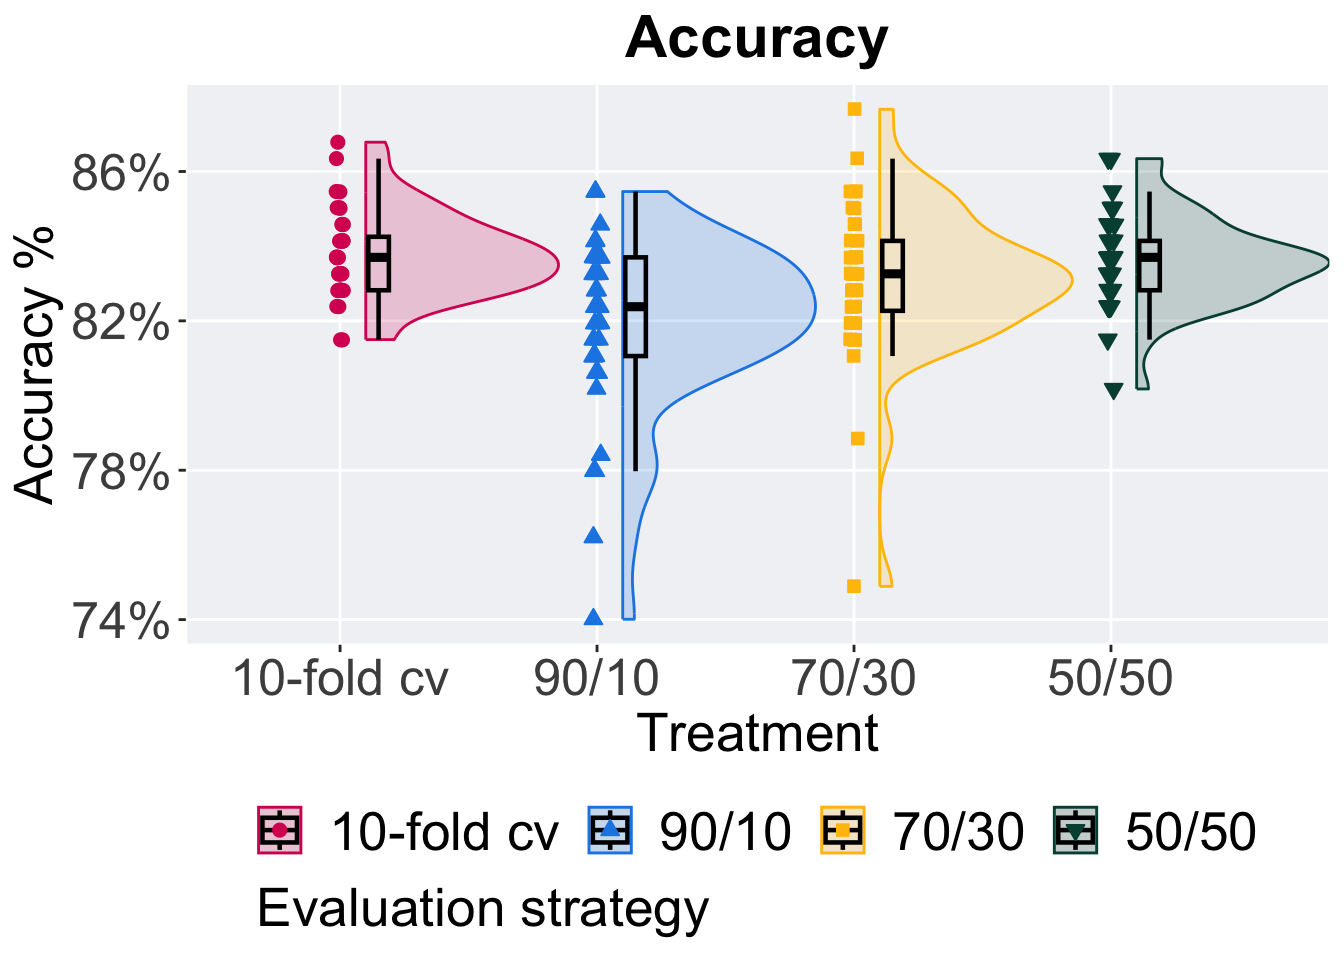 Accuracy
Accuracy %
86%
82%
78%
74%
10-fold cv 90/10 70/30 50/50
Treatment
10-fold cv 90/10 70/30 50/50
Evaluation strategy